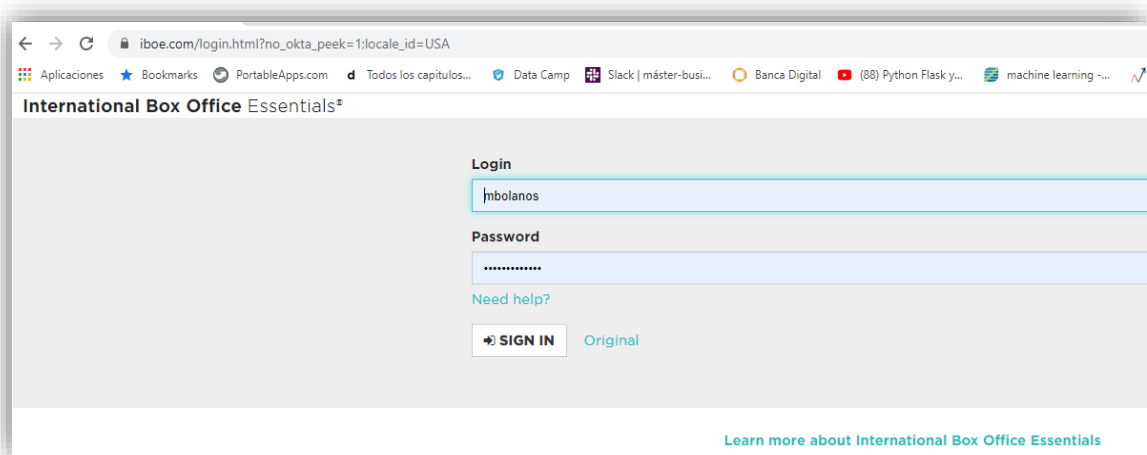 iboe.com/login.html?no_okta_peek=1;locale_id=USA
Aplicaciones Bookmarks PortableApps.com d Todos los capitulos... Data Camp Slack | máster-busi... Banca Digital (88) Python Flask y... machine learning -...
International Box Office Essentials®
Login
mbolanos
Password
•••••••••••••
Need help?
SIGN IN Original
Learn more about International Box Office Essentials